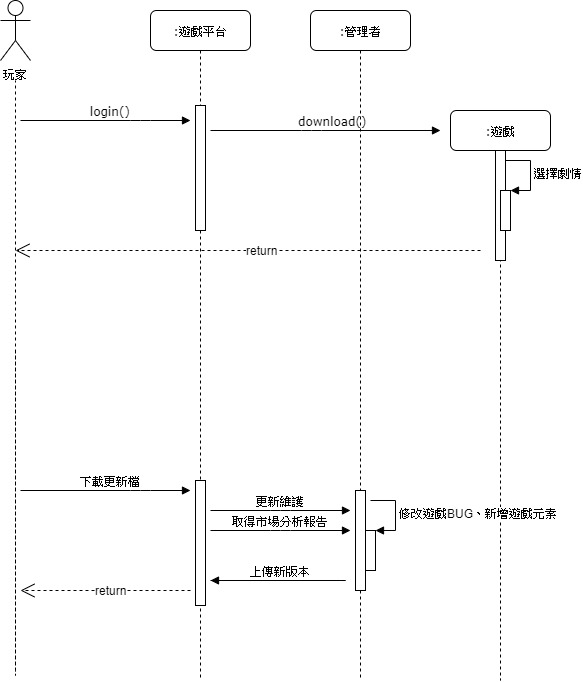 :遊戲平台
:管理者
玩家
login()
download()
:遊戲
選擇劇情
return
下載更新檔
更新維護
取得市場分析報告
修改遊戲BUG、新增遊戲元素
上傳新版本
return